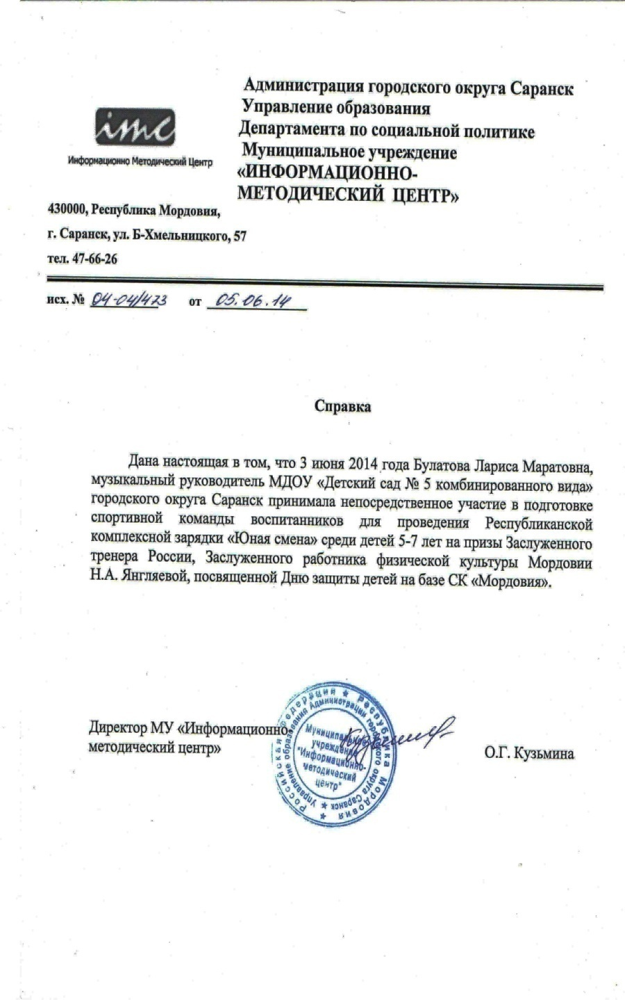 Администрация городского округа Саранск
Управление образования
Департамента по социальной политике
Муниципальное учреждение
«ИНФОРМАЦИОННО-
МЕТОДИЧЕСКИЙ ЦЕНТР»
imc
Информационно Методический Центр
430000, Республика Мордовия,
г. Саранск, ул. Б-Хмельницкого, 57
тел. 47-66-26
исх. № 04-04/473 от 05.06.14
Справка
Дана настоящая в том, что 3 июня 2014 года Булатова Лариса Маратовна,
музыкальный руководитель МДОУ «Детский сад № 5 комбинированного вида»
городского округа Саранск принимала непосредственное участие в подготовке
спортивной команды воспитанников для проведения Республиканской
комплексной зарядки «Юная смена» среди детей 5-7 лет на призы Заслуженного
тренера России, Заслуженного работника физической культуры Мордовии
Н.А. Янгляевой, посвященной Дню защиты детей на базе СК «Мордовия».
Директор МУ «Информационно-
методический центр»
О.Г. Кузьмина
Российская Федерация ★ Республика Мордовия ★
Управление образования Администрации городского округа Саранск ★
Муниципальное
учреждение
"Информационно-
методический
центр"